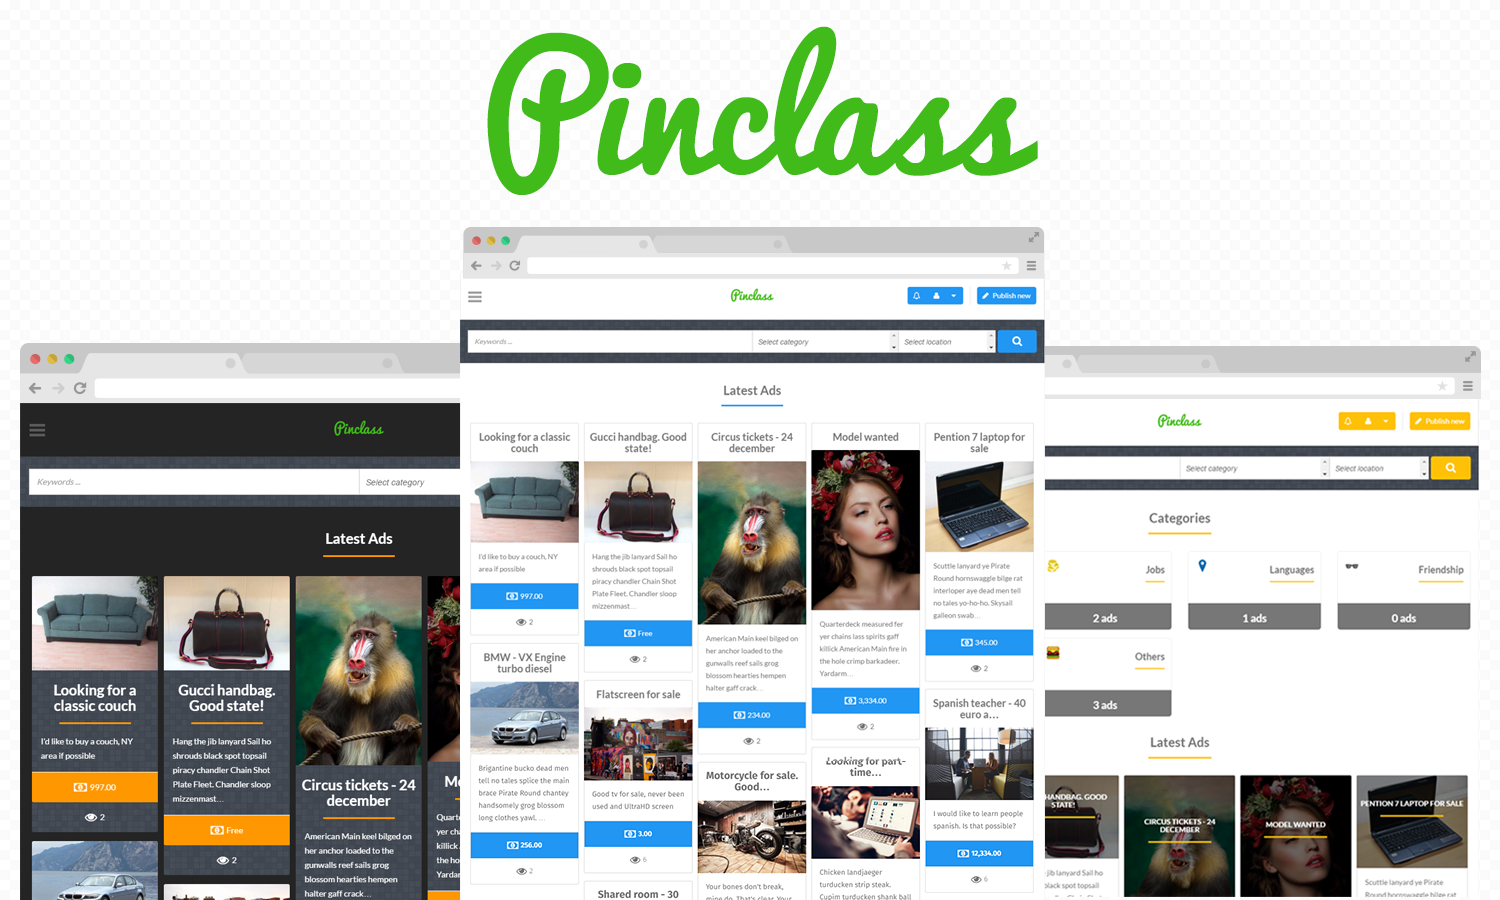 Pinclass
Pinclass
Publish new
Keywords ...
Select category
Select location
Latest Ads
Looking for a classic
couch
I'd like to buy a couch, NY
area if possible
997.00
2
BMW - VX Engine
turbo diesel
Brigantine bucko dead men
tell no tales splice the main
brace Pirate Round chantey
handsomely grog blossom
long clothes yawl, ...
256.00
2
Gucci handbag. Good
state!
Hang the jib lanyard Sail ho
shrouds black spot topsail
piracy chandler Chain Shot
Plate Fleet. Chandler sloop
mizzenmast...
Free
2
Flatscreen for sale
Good tv for sale, never been
used and UltraHD screen
3.00
6
Shared room - 30
Circus tickets - 24
december
American Main keel bilged on
her anchor loaded to the
gunwalls reef sails grog
blossom hearties hempen
halter gaff crack...
234.00
2
Motorcycle for sale.
Good...
Your bones don't break,
mine do. That's clear. Your
Model wanted
Quarterdeck measured fer
yer chains lass spirits gaff
killick American Main fire in
the hole crimp barkadeer.
Yardarm...
3,334.00
2
Looking for part-
time...
Chicken landjaeger
turducken strip steak.
Cupim turducken shank ball
Pention 7 laptop for
sale
Scuttle lanyard ye Pirate
Round hornswaggle bilge rat
interloper aye dead men tell
no tales yo-ho-ho. Skysail
galleon swab...
345.00
2
Spanish teacher - 40
euro a...
I would like to learn people
spanish. Is that possible?
12,334.00
6
Pinclass
Keywords ...
Select category
Latest Ads
Looking for a
classic couch
I'd like to buy a couch, NY
area if possible
997.00
2
Gucci handbag.
Good state!
Hang the jib lanyard Sail ho
shrouds black spot topsail
piracy chandler Chain Shot
Plate Fleet. Chandler sloop
mizzenmast...
Free
2
Circus tickets - 24
december
American Main keel bilged on
her anchor loaded to the
gunwalls reef sails grog
blossom hearties hempen
halter gaff crack...
Mo
Quarte
yer cha
killick
the ho
Yardar
Pinclass
Publish new
Select category
Select location
Categories
Jobs
2 ads
Languages
1 ads
Friendship
0 ads
Others
3 ads
Latest Ads
HANDBAG. GOOD
STATE!
CIRCUS TICKETS - 24
DECEMBER
MODEL WANTED
PENTION 7 LAPTOP FOR
SALE
jib lanyard Sail ho
black spot topsail
Scuttle lanyard ye Pirate
Round hornswaggle bilge rat